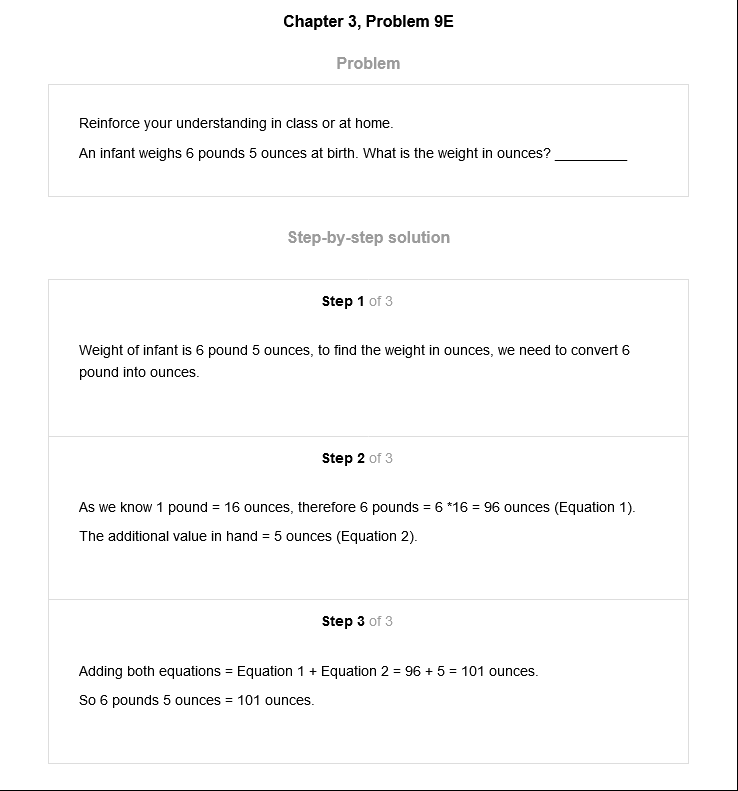 Chapter 3, Problem 9E
Problem
Reinforce your understanding in class or at home.
An infant weighs 6 pounds 5 ounces at birth. What is the weight in ounces? __________
Step-by-step solution
Step 1 of 3
Weight of infant is 6 pound 5 ounces, to find the weight in ounces, we need to convert 6
pound into ounces.
Step 2 of 3
As we know 1 pound = 16 ounces, therefore 6 pounds = 6 *16 = 96 ounces (Equation 1).
The additional value in hand = 5 ounces (Equation 2).
Step 3 of 3
Adding both equations = Equation 1 + Equation 2 = 96 + 5 = 101 ounces.
So 6 pounds 5 ounces = 101 ounces.